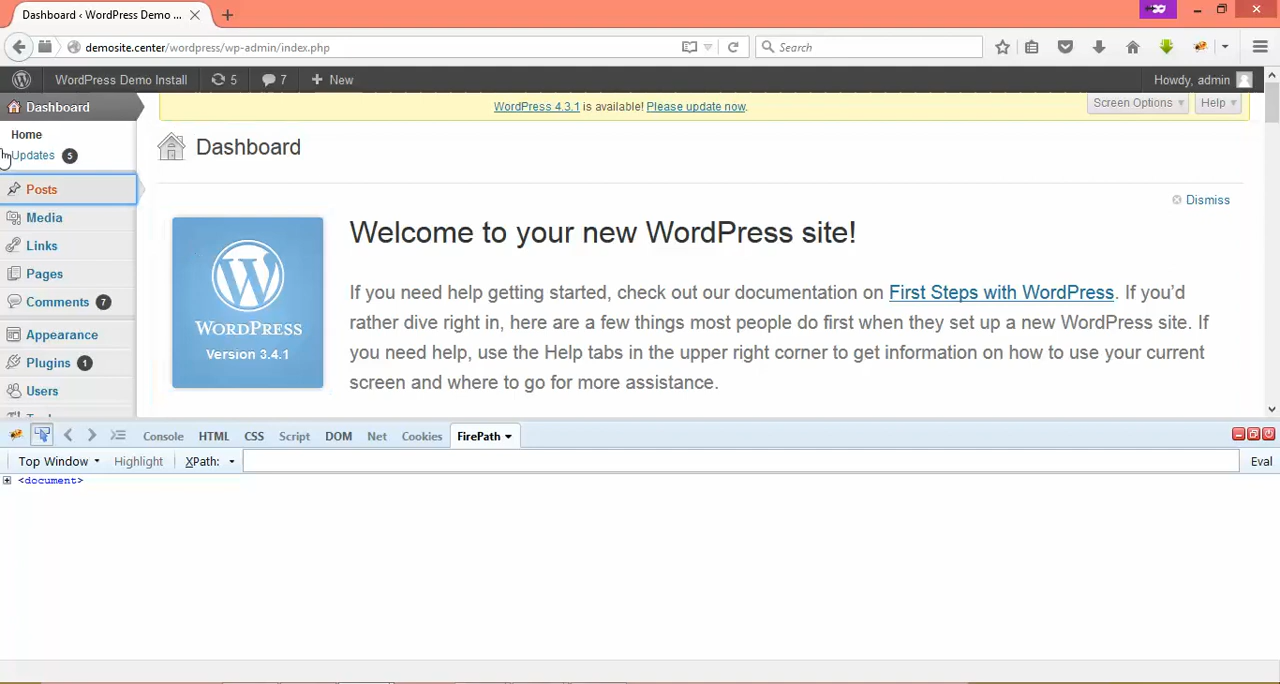 Dashboard ‹ WordPress Demo ...
demosite.center/wordpress/wp-admin/index.php
Search
WordPress Demo Install
5
7
New
Howdy, admin
Dashboard
WordPress 4.3.1 is available! Please update now.
Screen Options
Help
Home
Updates 5
Dashboard
Posts
Dismiss
Media
Links
Pages
Comments 7
Appearance
Plugins 1
Users
WORDPRESS
Version 3.4.1
Welcome to your new WordPress site!
If you need help getting started, check out our documentation on First Steps with WordPress. If you’d
rather dive right in, here are a few things most people do first when they set up a new WordPress site. If
you need help, use the Help tabs in the upper right corner to get information on how to use your current
screen and where to go for more assistance.
Console HTML CSS Script DOM Net Cookies FirePath
Top Window Highlight XPath: Eval
<document>